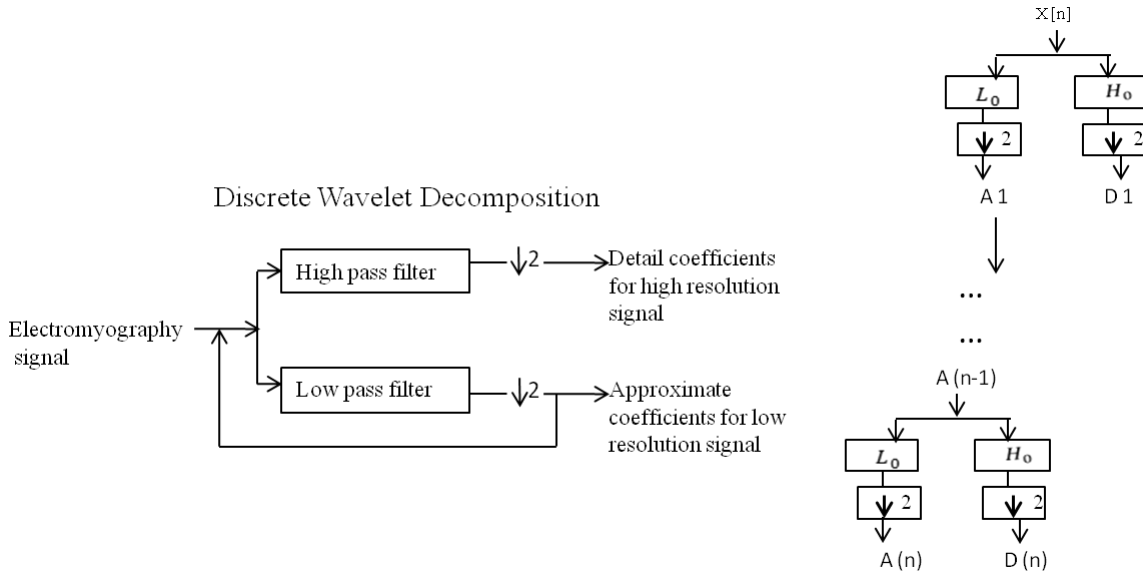 Discrete Wavelet Decomposition
Electromyography
signal
High pass filter
↓2
Detail coefficients
for high resolution
signal
Low pass filter
↓2
Approximate
coefficients for low
resolution signal
X[n]
L₀
H₀
↓ 2
↓ 2
A 1
D 1
...
...
A (n-1)
L₀
H₀
↓ 2
↓ 2
A (n)
D (n)